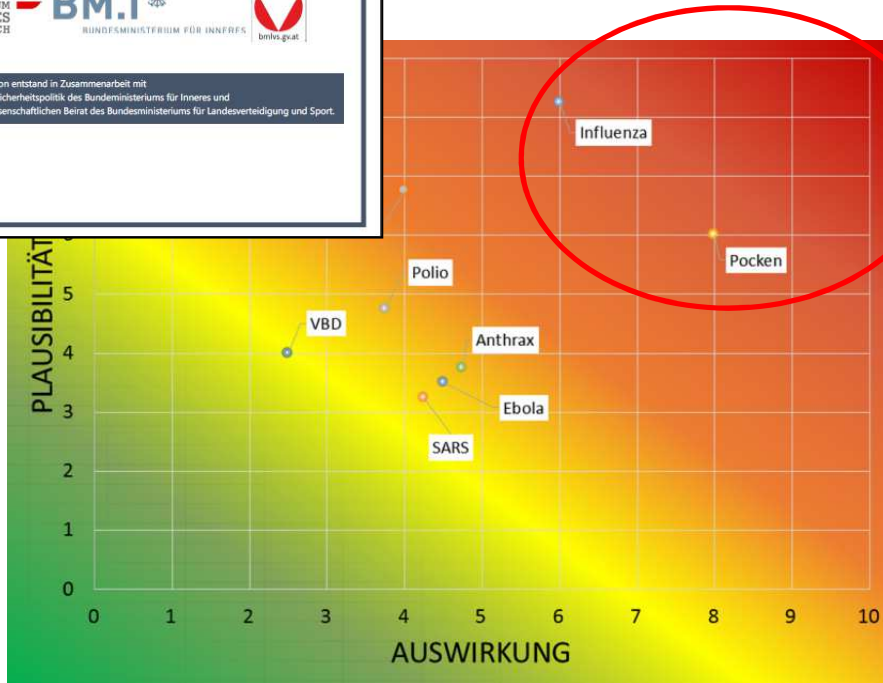 BM.I
BUNDESMINISTERIUM FÜR INNERES
bmlvs.gv.at
on entstand in Zusammenarbeit mit
icherheitspolitik des Bundeministeriums für Inneres und
senschaftlichen Beirat des Bundesministeriums für Landesverteidigung und Sport.
Influenza
Pocken
Polio
VBD
Anthrax
Ebola
SARS
PLAUSIBILITÄT
5
4
3
2
1
0
0 1 2 3 4 5 6 7 8 9 10
AUSWIRKUNG